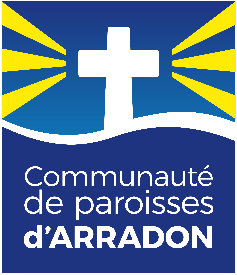 Communauté
de paroisses
d'ARRADON